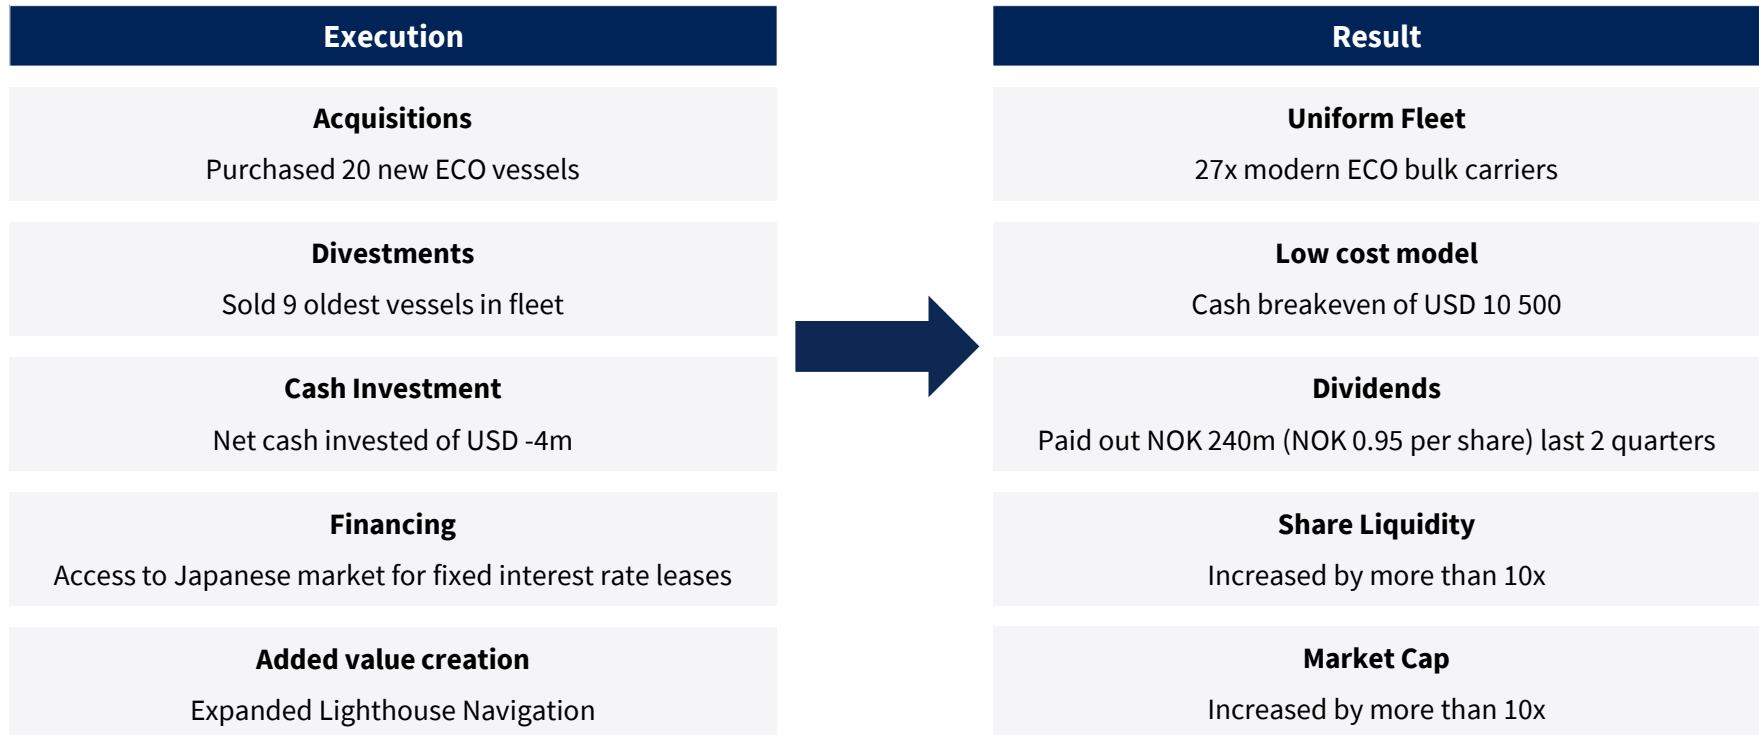 Execution
Acquisitions
Purchased 20 new ECO vessels
Divestments
Sold 9 oldest vessels in fleet
Cash Investment
Net cash invested of USD -4m
Financing
Access to Japanese market for fixed interest rate leases
Added value creation
Expanded Lighthouse Navigation
Result
Uniform Fleet
27x modern ECO bulk carriers
Low cost model
Cash breakeven of USD 10 500
Dividends
Paid out NOK 240m (NOK 0.95 per share) last 2 quarters
Share Liquidity
Increased by more than 10x
Market Cap
Increased by more than 10x